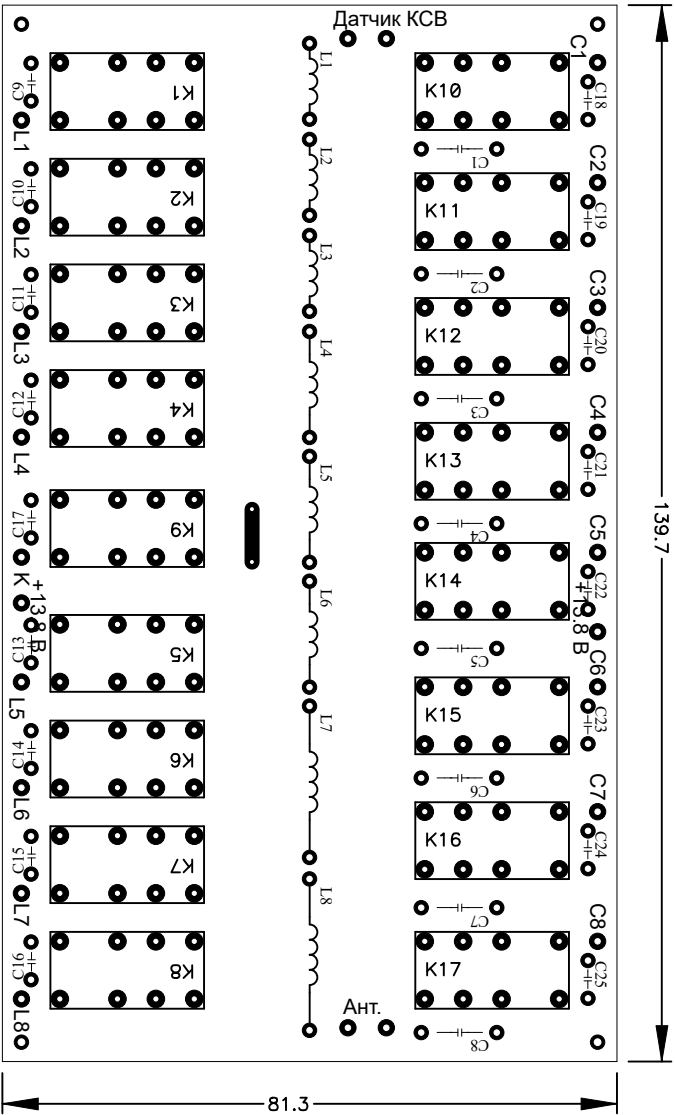 Датчик КСВ
C1
L1
C9
K1
K10
C18
L1
C1
C2
L2
C10
K2
K11
C19
L2
C2
L3
C3
C11
K3
K12
C20
L3
L4
C12
K4
C3
C4
L4
L5
K13
C21
C17
K9
C4
C5
139.7
K
K14
C22
L6
+13.8 В
+13.8 В
C13
K5
C5
C6
L5
L7
K15
C23
C14
K6
C6
C7
L6
C15
K7
K16
C24
L7
L8
C7
C8
C16
K8
K17
C25
L8
Ант.
C8
81.3